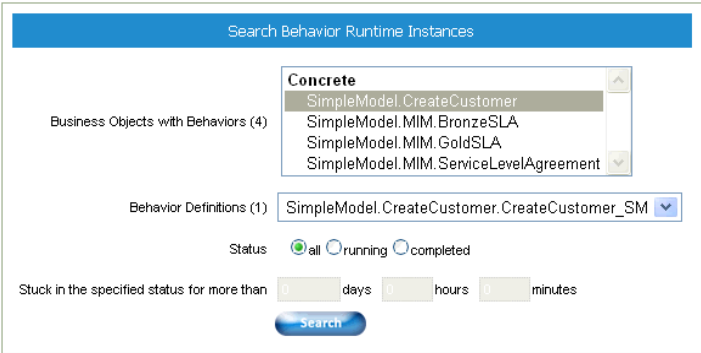 Search Behavior Runtime Instances
Concrete
SimpleModel.CreateCustomer
Business Objects with Behaviors (4)
SimpleModel.MIM.BronzeSLA
SimpleModel.MIM.GoldSLA
SimpleModel.MIM.ServiceLevelAgreement
Behavior Definitions (1) SimpleModel.CreateCustomer.CreateCustomer_SM
Status all running completed
Stuck in the specified status for more than 0 days 0 hours 0 minutes
Search